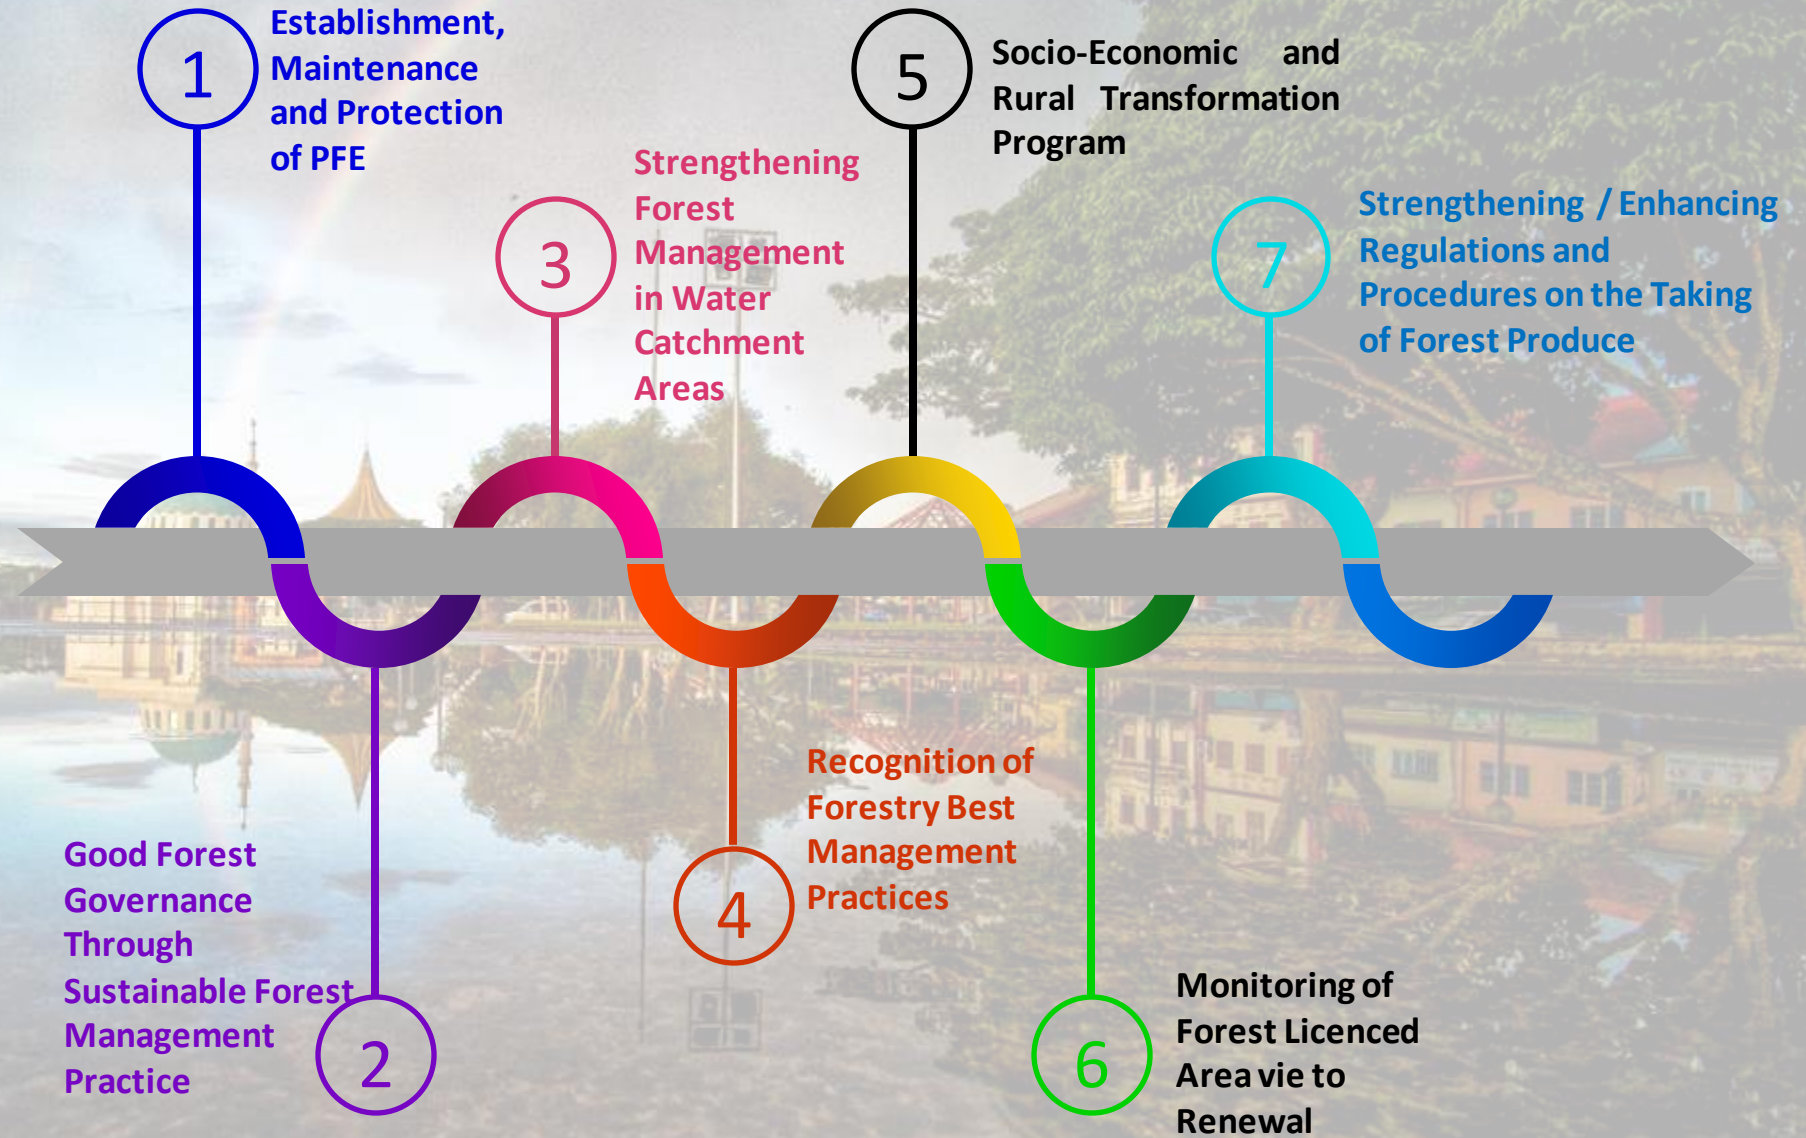 1
Establishment,
Maintenance
and Protection
of PFE
2
Good Forest
Governance
Through
Sustainable Forest
Management
Practice
3
Strengthening
Forest
Management
in Water
Catchment
Areas
4
Recognition of
Forestry Best
Management
Practices
5
Socio-Economic and
Rural Transformation
Program
6
Monitoring of
Forest Licenced
Area vie to
Renewal
7
Strengthening / Enhancing
Regulations and
Procedures on the Taking
of Forest Produce